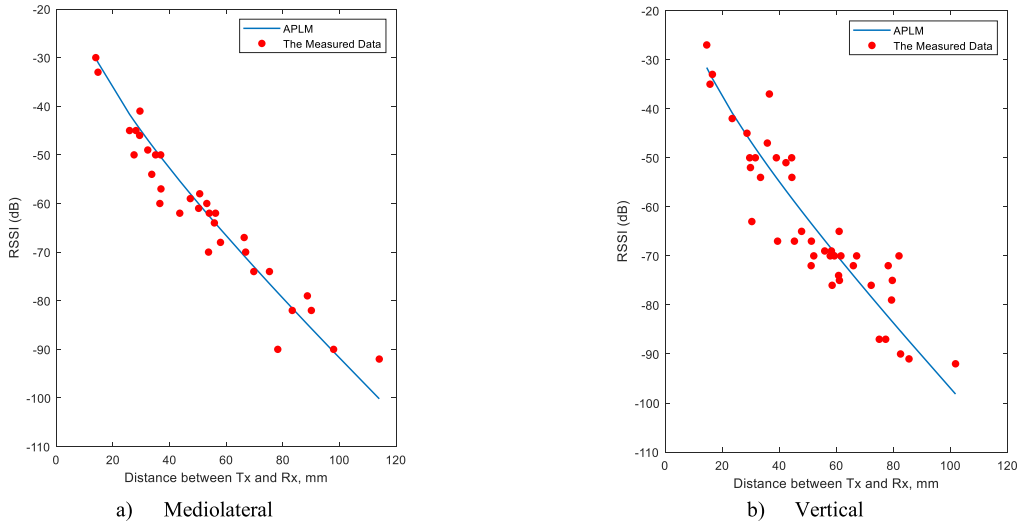 APLM
The Measured Data
-20
-30
-40
-50
-60
-70
-80
-90
-100
-110
RSSI (dB)
0 20 40 60 80 100 120
Distance between Tx and Rx, mm
a) Mediolateral
APLM
The Measured Data
-20
-30
-40
-50
-60
-70
-80
-90
-100
-110
RSSI (dB)
0 20 40 60 80 100 120
Distance between Tx and Rx, mm
b) Vertical